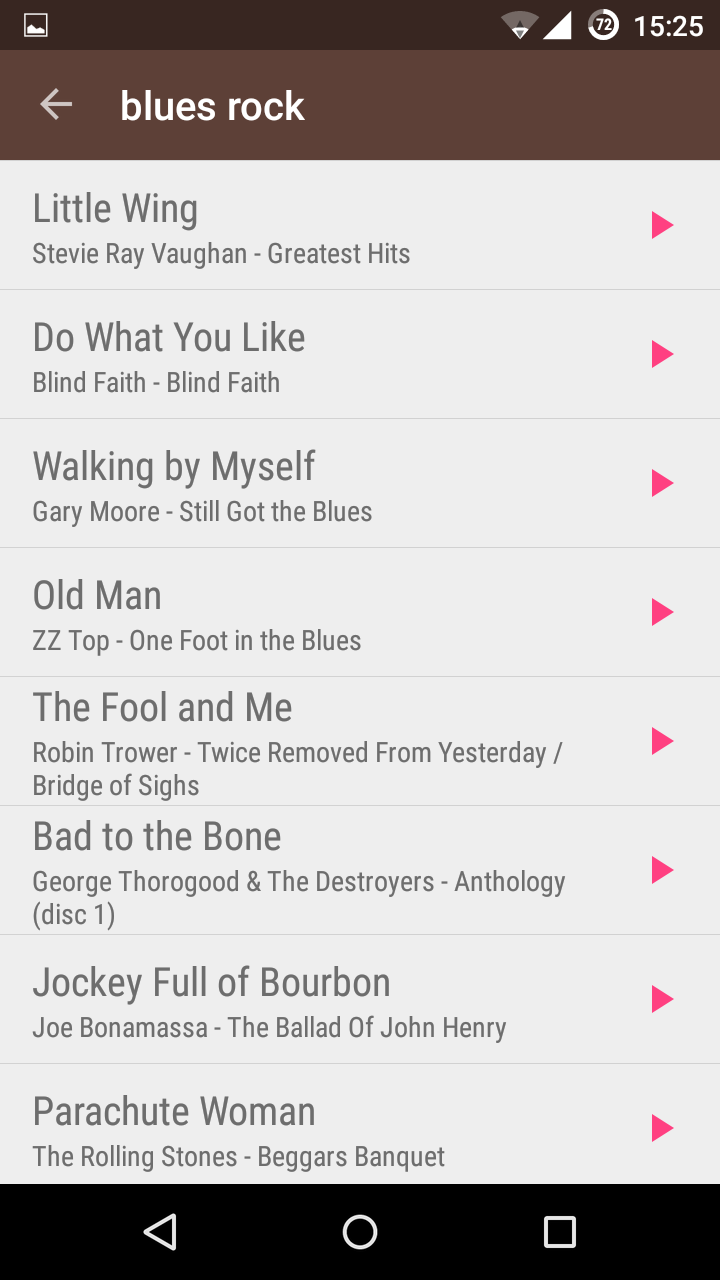 72 15:25
blues rock
Little Wing
Stevie Ray Vaughan - Greatest Hits
Do What You Like
Blind Faith - Blind Faith
Walking by Myself
Gary Moore - Still Got the Blues
Old Man
ZZ Top - One Foot in the Blues
The Fool and Me
Robin Trower - Twice Removed From Yesterday /
Bridge of Sighs
Bad to the Bone
George Thorogood & The Destroyers - Anthology
(disc 1)
Jockey Full of Bourbon
Joe Bonamassa - The Ballad Of John Henry
Parachute Woman
The Rolling Stones - Beggars Banquet